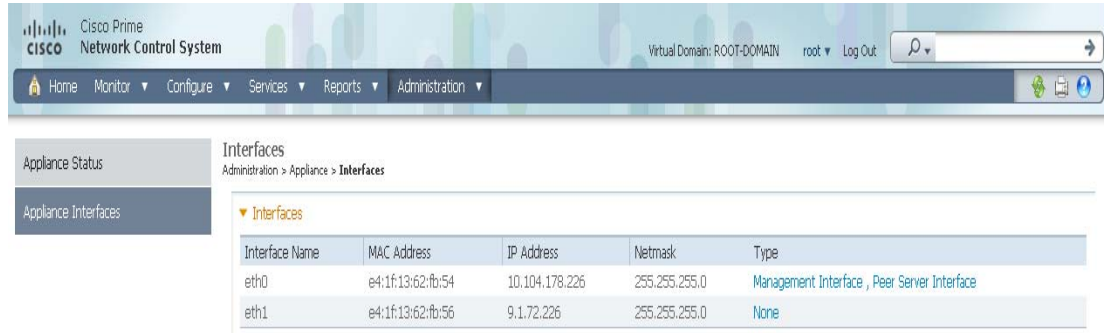 Cisco Prime
CISCO Network Control System
Virtual Domain: ROOT-DOMAIN root Log Out
Home Monitor Configure Services Reports Administration
Appliance Status
Appliance Interfaces
Interfaces
Administration > Appliance > Interfaces
Interfaces
Interface Name MAC Address IP Address Netmask Type
eth0 e4:1f:13:62:fb:54 10.104.178.226 255.255.255.0 Management Interface , Peer Server Interface
eth1 e4:1f:13:62:fb:56 9.1.72.226 255.255.255.0 None